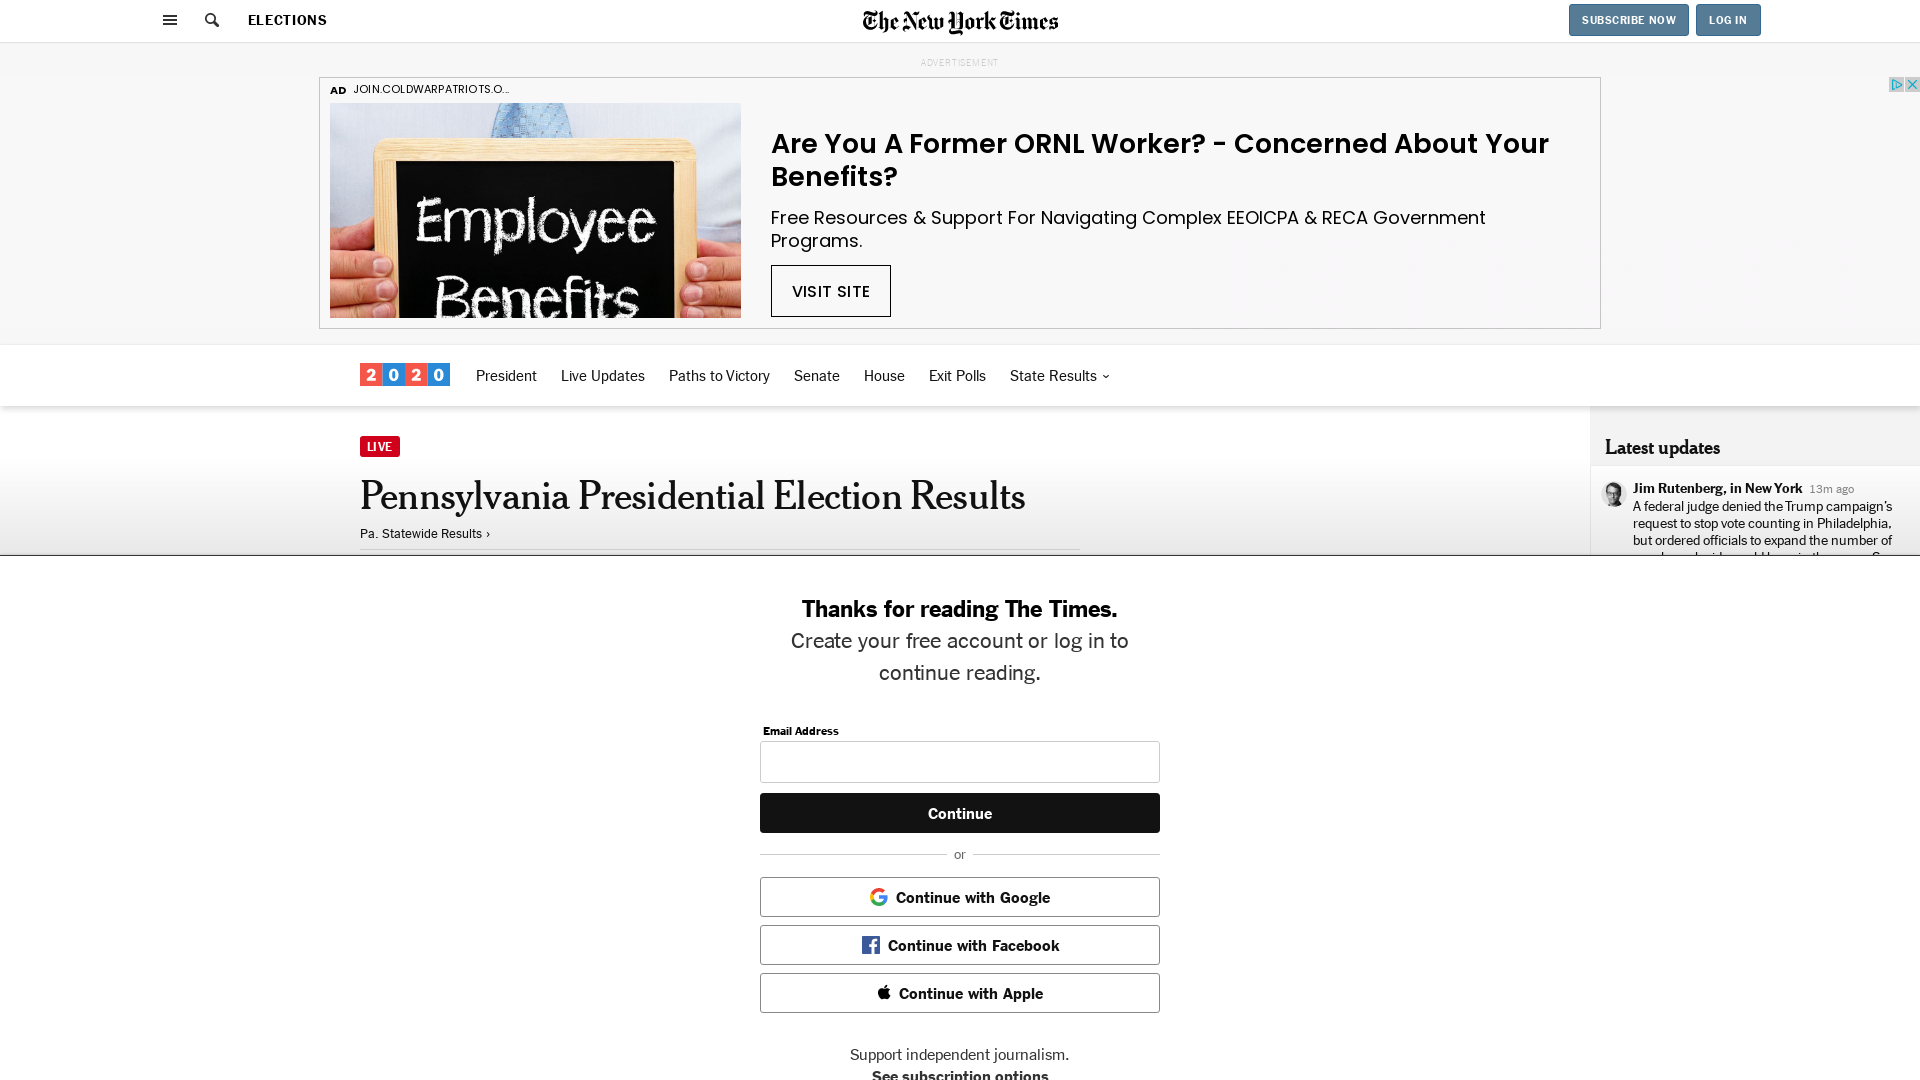 ELECTIONS
The New York Times
SUBSCRIBE NOW
LOG IN
ADVERTISEMENT
AD JOIN.COLDWARPATRIOTS.O...
Employee
Benefits
Are You A Former ORNL Worker? - Concerned About Your
Benefits?
Free Resources & Support For Navigating Complex EEOICPA & RECA Government
Programs.
VISIT SITE
2020
President
Live Updates
Paths to Victory
Senate
House
Exit Polls
State Results
LIVE
Pennsylvania Presidential Election Results
Pa. Statewide Results ›
Latest updates
Jim Rutenberg, in New York 13m ago
A federal judge denied the Trump campaign’s
request to stop vote counting in Philadelphia,
but ordered officials to expand the number of
Thanks for reading The Times.
Create your free account or log in to
continue reading.
Email Address
Continue
or
Continue with Google
Continue with Facebook
Continue with Apple
Support independent journalism.
See subscription options